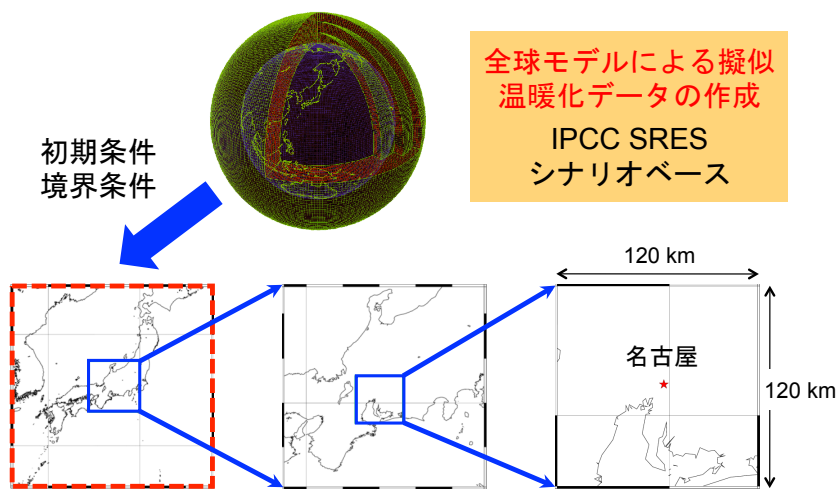 全球モデルによる擬似
温暖化データの作成
IPCC SRES
シナリオベース
初期条件
境界条件
120 km
名古屋
120 km